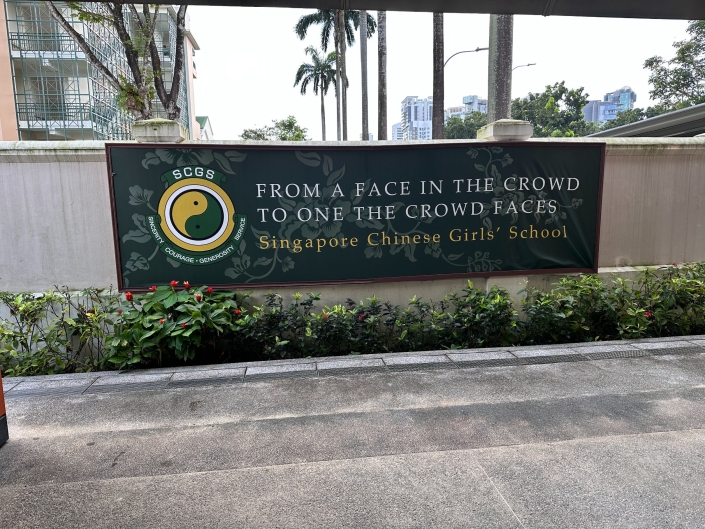 SCGS
SINCERITY COURAGE • GENEROSITY SERVICE
FROM A FACE IN THE CROWD
TO ONE THE CROWD FACES
Singapore Chinese Girls' School